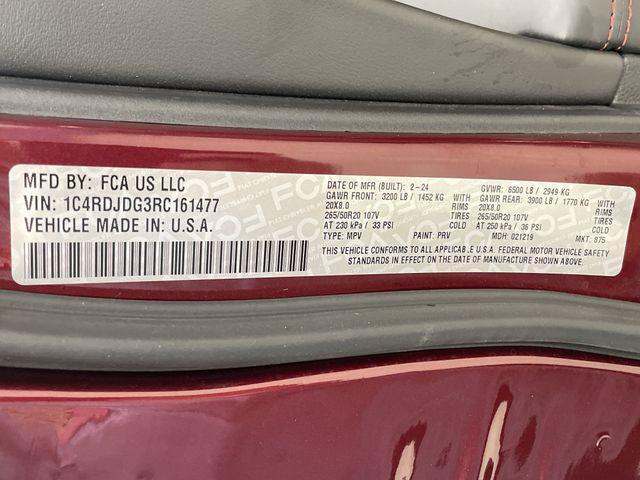 MFD BY: FCA US LLC
VIN: 1C4RDJDG3RC161477
VEHICLE MADE IN: U.S.A.
DATE OF MFR (BUILT): 2-24 GVWR: 6500 LB / 2949 KG
GAWR FRONT: 3200 LB / 1452 KG WITH GAWR REAR: 3900 LB / 1770 KG WITH
20X8.0 RIMS 20X8.0 RIMS
265/50R20 107V TIRES 265/50R20 107V TIRES
AT 230 kPa / 33 PSI COLD AT 250 kPa / 36 PSI COLD
TYPE: MPV PAINT: PRV MDH: 021219 MKT: 875
THIS VEHICLE CONFORMS TO ALL APPLICABLE U.S.A. FEDERAL MOTOR VEHICLE SAFETY
STANDARDS IN EFFECT ON THE DATE OF MANUFACTURE SHOWN ABOVE.